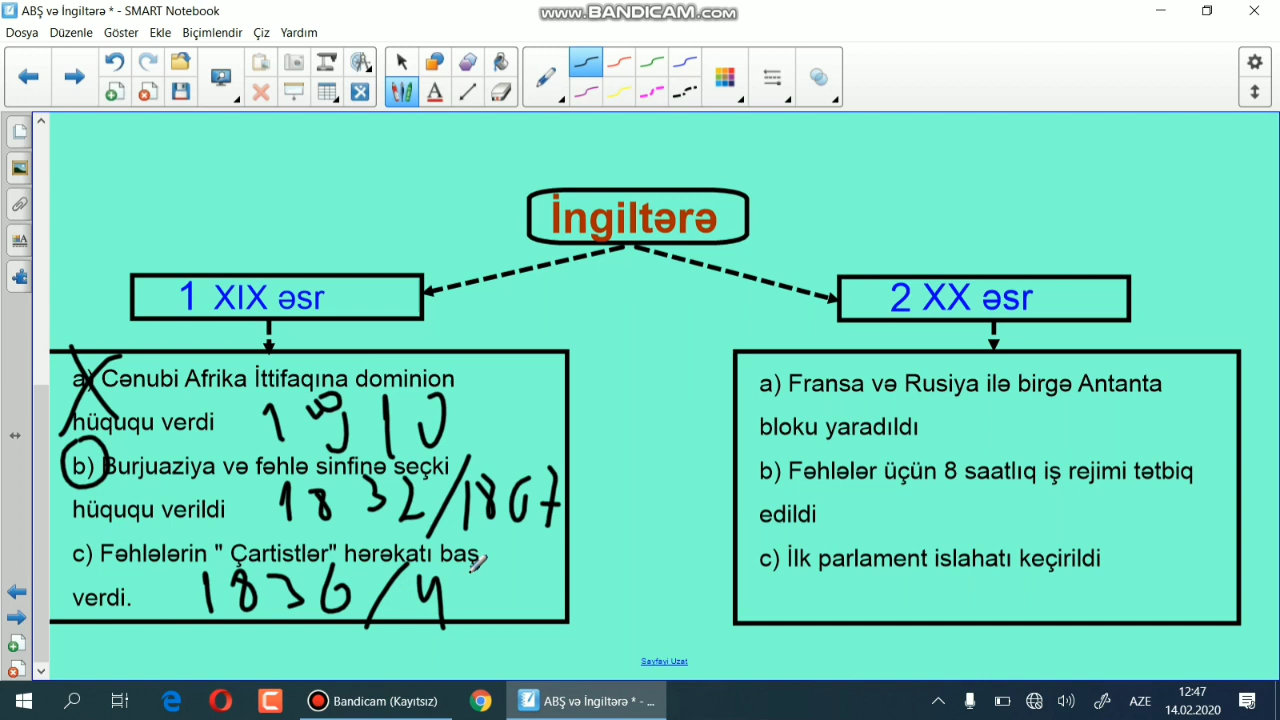 ABŞ və İngiltərə * - SMART Notebook
www.BANDICAM.com
Dosya Düzenle Göster Ekle Biçimlendir Çiz Yardım
İngiltərə
1 XIX əsr
2 XX əsr
a) Cənubi Afrika İttifaqına dominion
hüququ verdi 1910
b) Burjuaziya və fəhlə sinfinə seçki
hüququ verildi 1832/1867
c) Fəhlələrin " Çartistlər" hərəkatı baş
verdi. 1836/4
a) Fransa və Rusiya ilə birgə Antanta
bloku yaradıldı
b) Fəhlələr üçün 8 saatlıq iş rejimi tətbiq
edildi
c) İlk parlament islahatı keçirildi
Sayfayı Uzat
Bandicam (Kayıtsız)
ABŞ və İngiltərə * - ...
AZE
12:47
14.02.2020